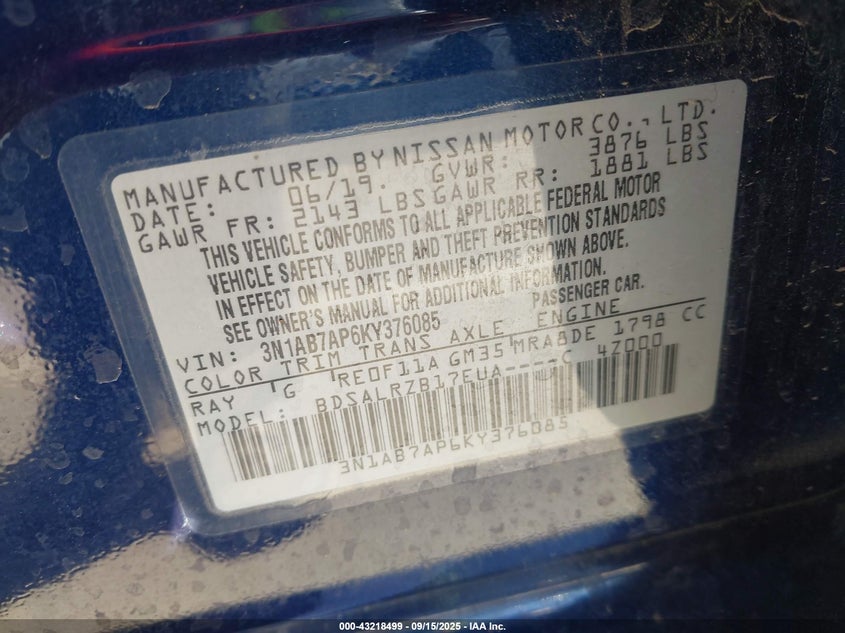 MANUFACTURED BY NISSAN MOTOR CO., LTD.
DATE: 06/19. GVWR: 3876 LBS
GAWR FR: 2143 LBS GAWR RR: 1881 LBS
THIS VEHICLE CONFORMS TO ALL APPLICABLE FEDERAL MOTOR
VEHICLE SAFETY, BUMPER AND THEFT PREVENTION STANDARDS
IN EFFECT ON THE DATE OF MANUFACTURE SHOWN ABOVE.
SEE OWNER'S MANUAL FOR ADDITIONAL INFORMATION.
VIN: 3N1AB7AP6KY376085 PASSENGER CAR.
COLOR TRIM TRANS AXLE ENGINE
RAY G RE0F11A GM35 MRA8DE 1798 CC
MODEL: BDSALRZB17EUA----C 4Z000
3N1AB7AP6KY376085
000-43218499 - 09/15/2025 - IAA Inc.